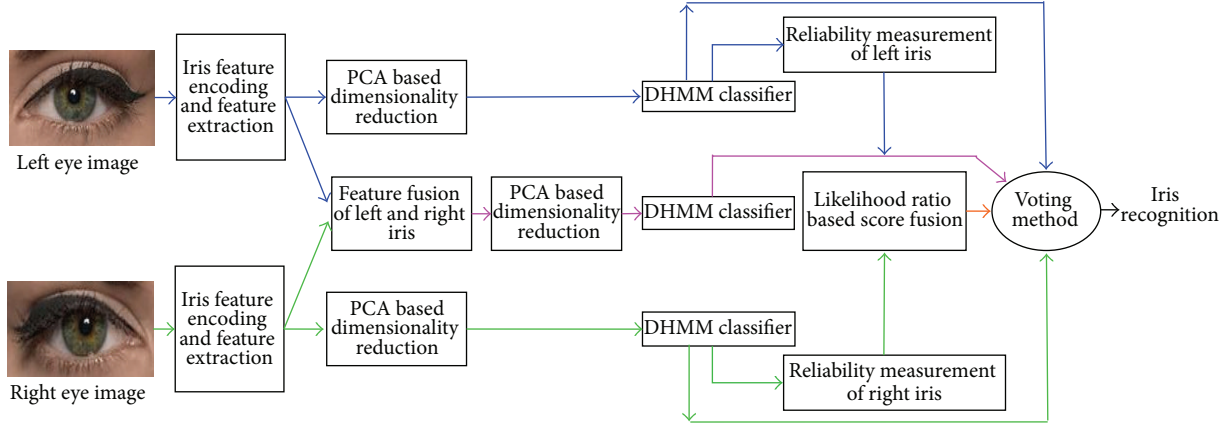 Left eye image
Iris feature
encoding
and feature
extraction
PCA based
dimensionality
reduction
DHMM classifier
Reliability measurement
of left iris
Feature fusion
of left and right
iris
PCA based
dimensionality
reduction
DHMM classifier
Likelihood ratio
based score fusion
Voting
method
Iris
recognition
Right eye image
Iris feature
encoding
and feature
extraction
PCA based
dimensionality
reduction
DHMM classifier
Reliability measurement
of right iris